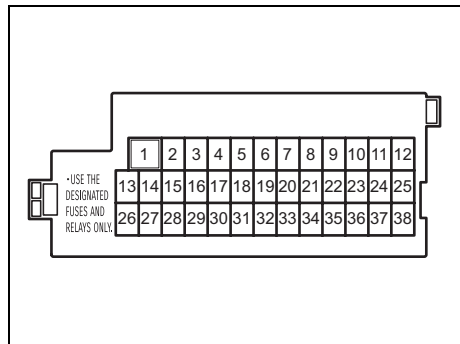 1 2 3 4 5 6 7 8 9 10 11 12
•USE THE
DESIGNATED
FUSES AND
RELAYS ONLY.
13 14 15 16 17 18 19 20 21 22 23 24 25
26 27 28 29 30 31 32 33 34 35 36 37 38